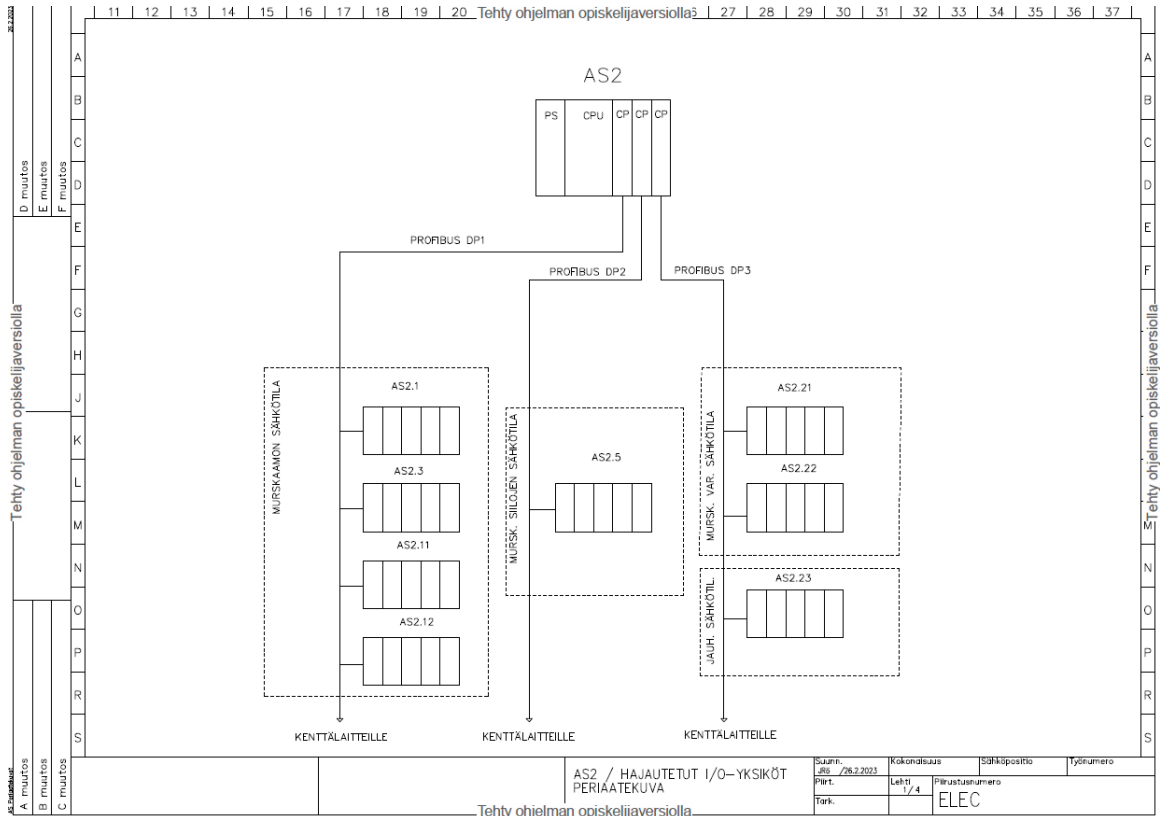 11 12 13 14 15 16 17 18 19 20 Tehty ohjelman opiskelijaversiolla 27 28 29 30 31 32 33 34 35 36 37
26.2.2023
D muutos
E muutos
F muutos
A A
B B
C C
D D
E E
F F
G G
H H
J J
K K
L L
M M
N N
O O
P P
R R
S S
Tehty ohjelman opiskelijaversiolla
Tehty ohjelman opiskelijaversiolla
A muutos
B muutos
C muutos
AS2
PS CPU CP CP CP
PROFIBUS DP1
PROFIBUS DP2
PROFIBUS DP3
MURSKAAMON SÄHKÖTILA
AS2.1
AS2.3
AS2.11
AS2.12
KENTTÄLAITTEILLE
MURSK. SIILOJEN SÄHKÖTILA
AS2.5
KENTTÄLAITTEILLE
MURSK. VAR. SÄHKÖTILA
AS2.21
AS2.22
JAUH. SÄHKÖTIL.
AS2.23
KENTTÄLAITTEILLE
AS2 / HAJAUTETUT I/O-YKSIKÖT
PERIAATEKUVA
Suunn.
JRö /26.2.2023
Piirt.
Tark.
Kokonaisuus
Sähköpositio
Työnumero
Lehti
1/4
Piirustusnumero
ELEC
Tehty ohjelman opiskelijaversiolla